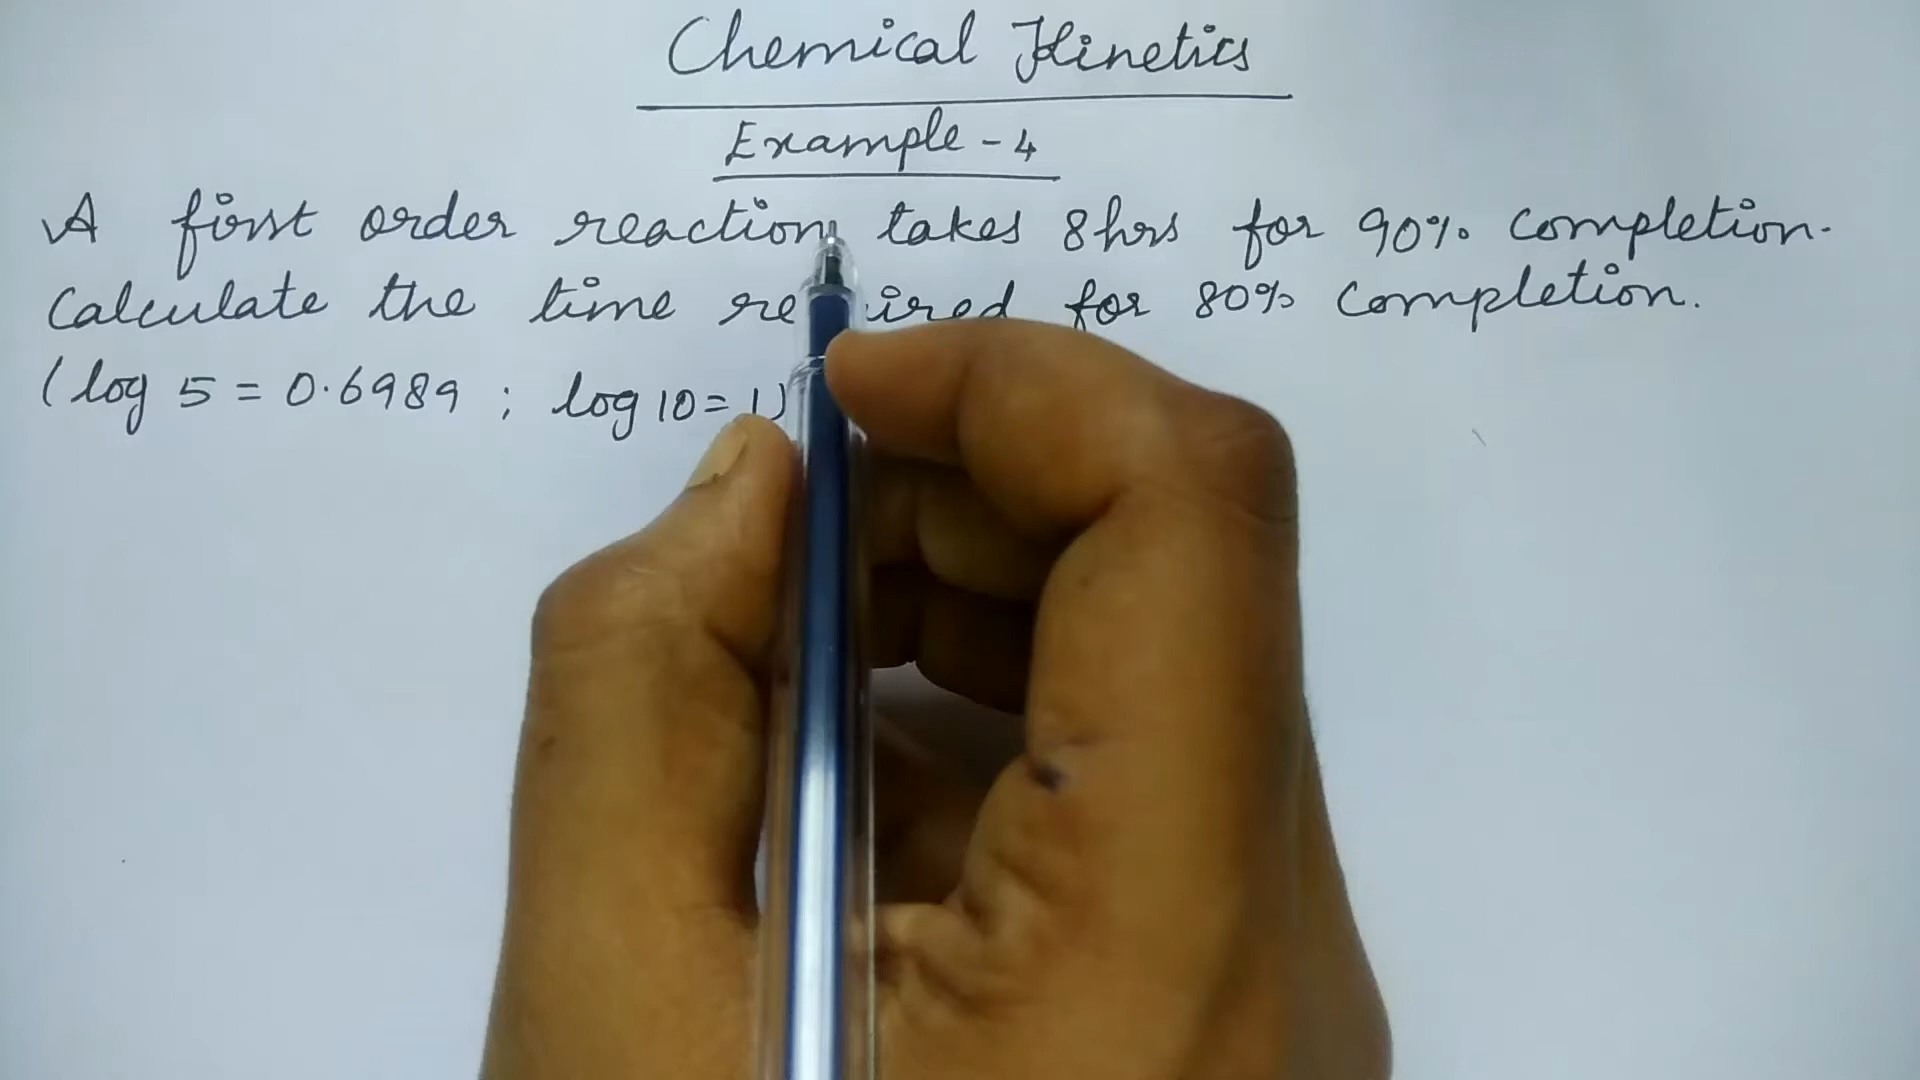 Chemical Kinetics
Example - 4
A first order reaction takes 8hrs for 90% completion.
Calculate the time for 80% completion.
(log 5 = 0.6989 ; log 10 = 1)